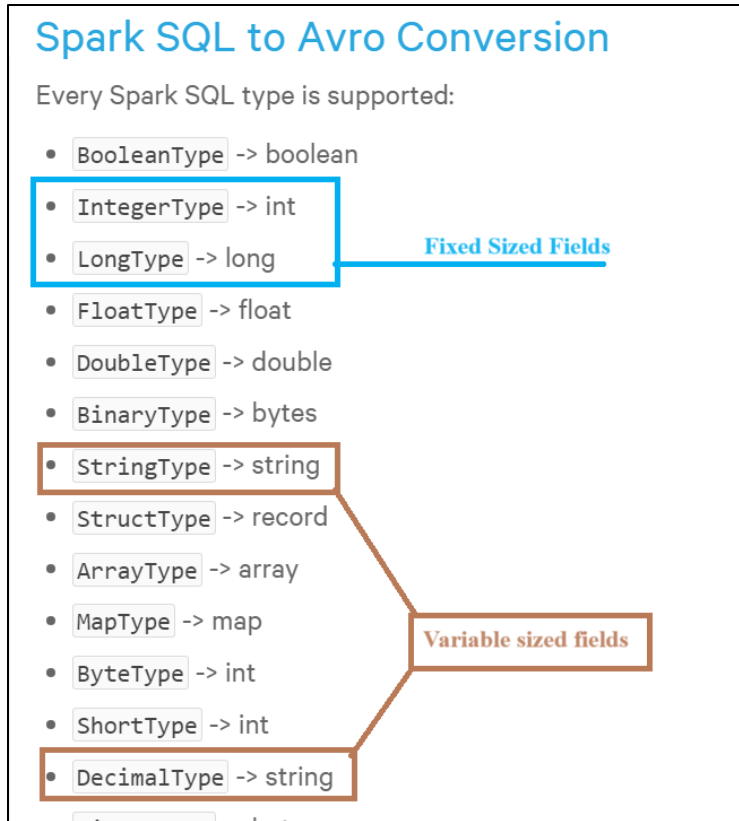 Spark SQL to Avro Conversion
Every Spark SQL type is supported:
BooleanType -> boolean
IntegerType -> int
LongType -> long
Fixed Sized Fields
FloatType -> float
DoubleType -> double
BinaryType -> bytes
StringType -> string
StructType -> record
ArrayType -> array
MapType -> map
Variable sized fields
ByteType -> int
ShortType -> int
DecimalType -> string